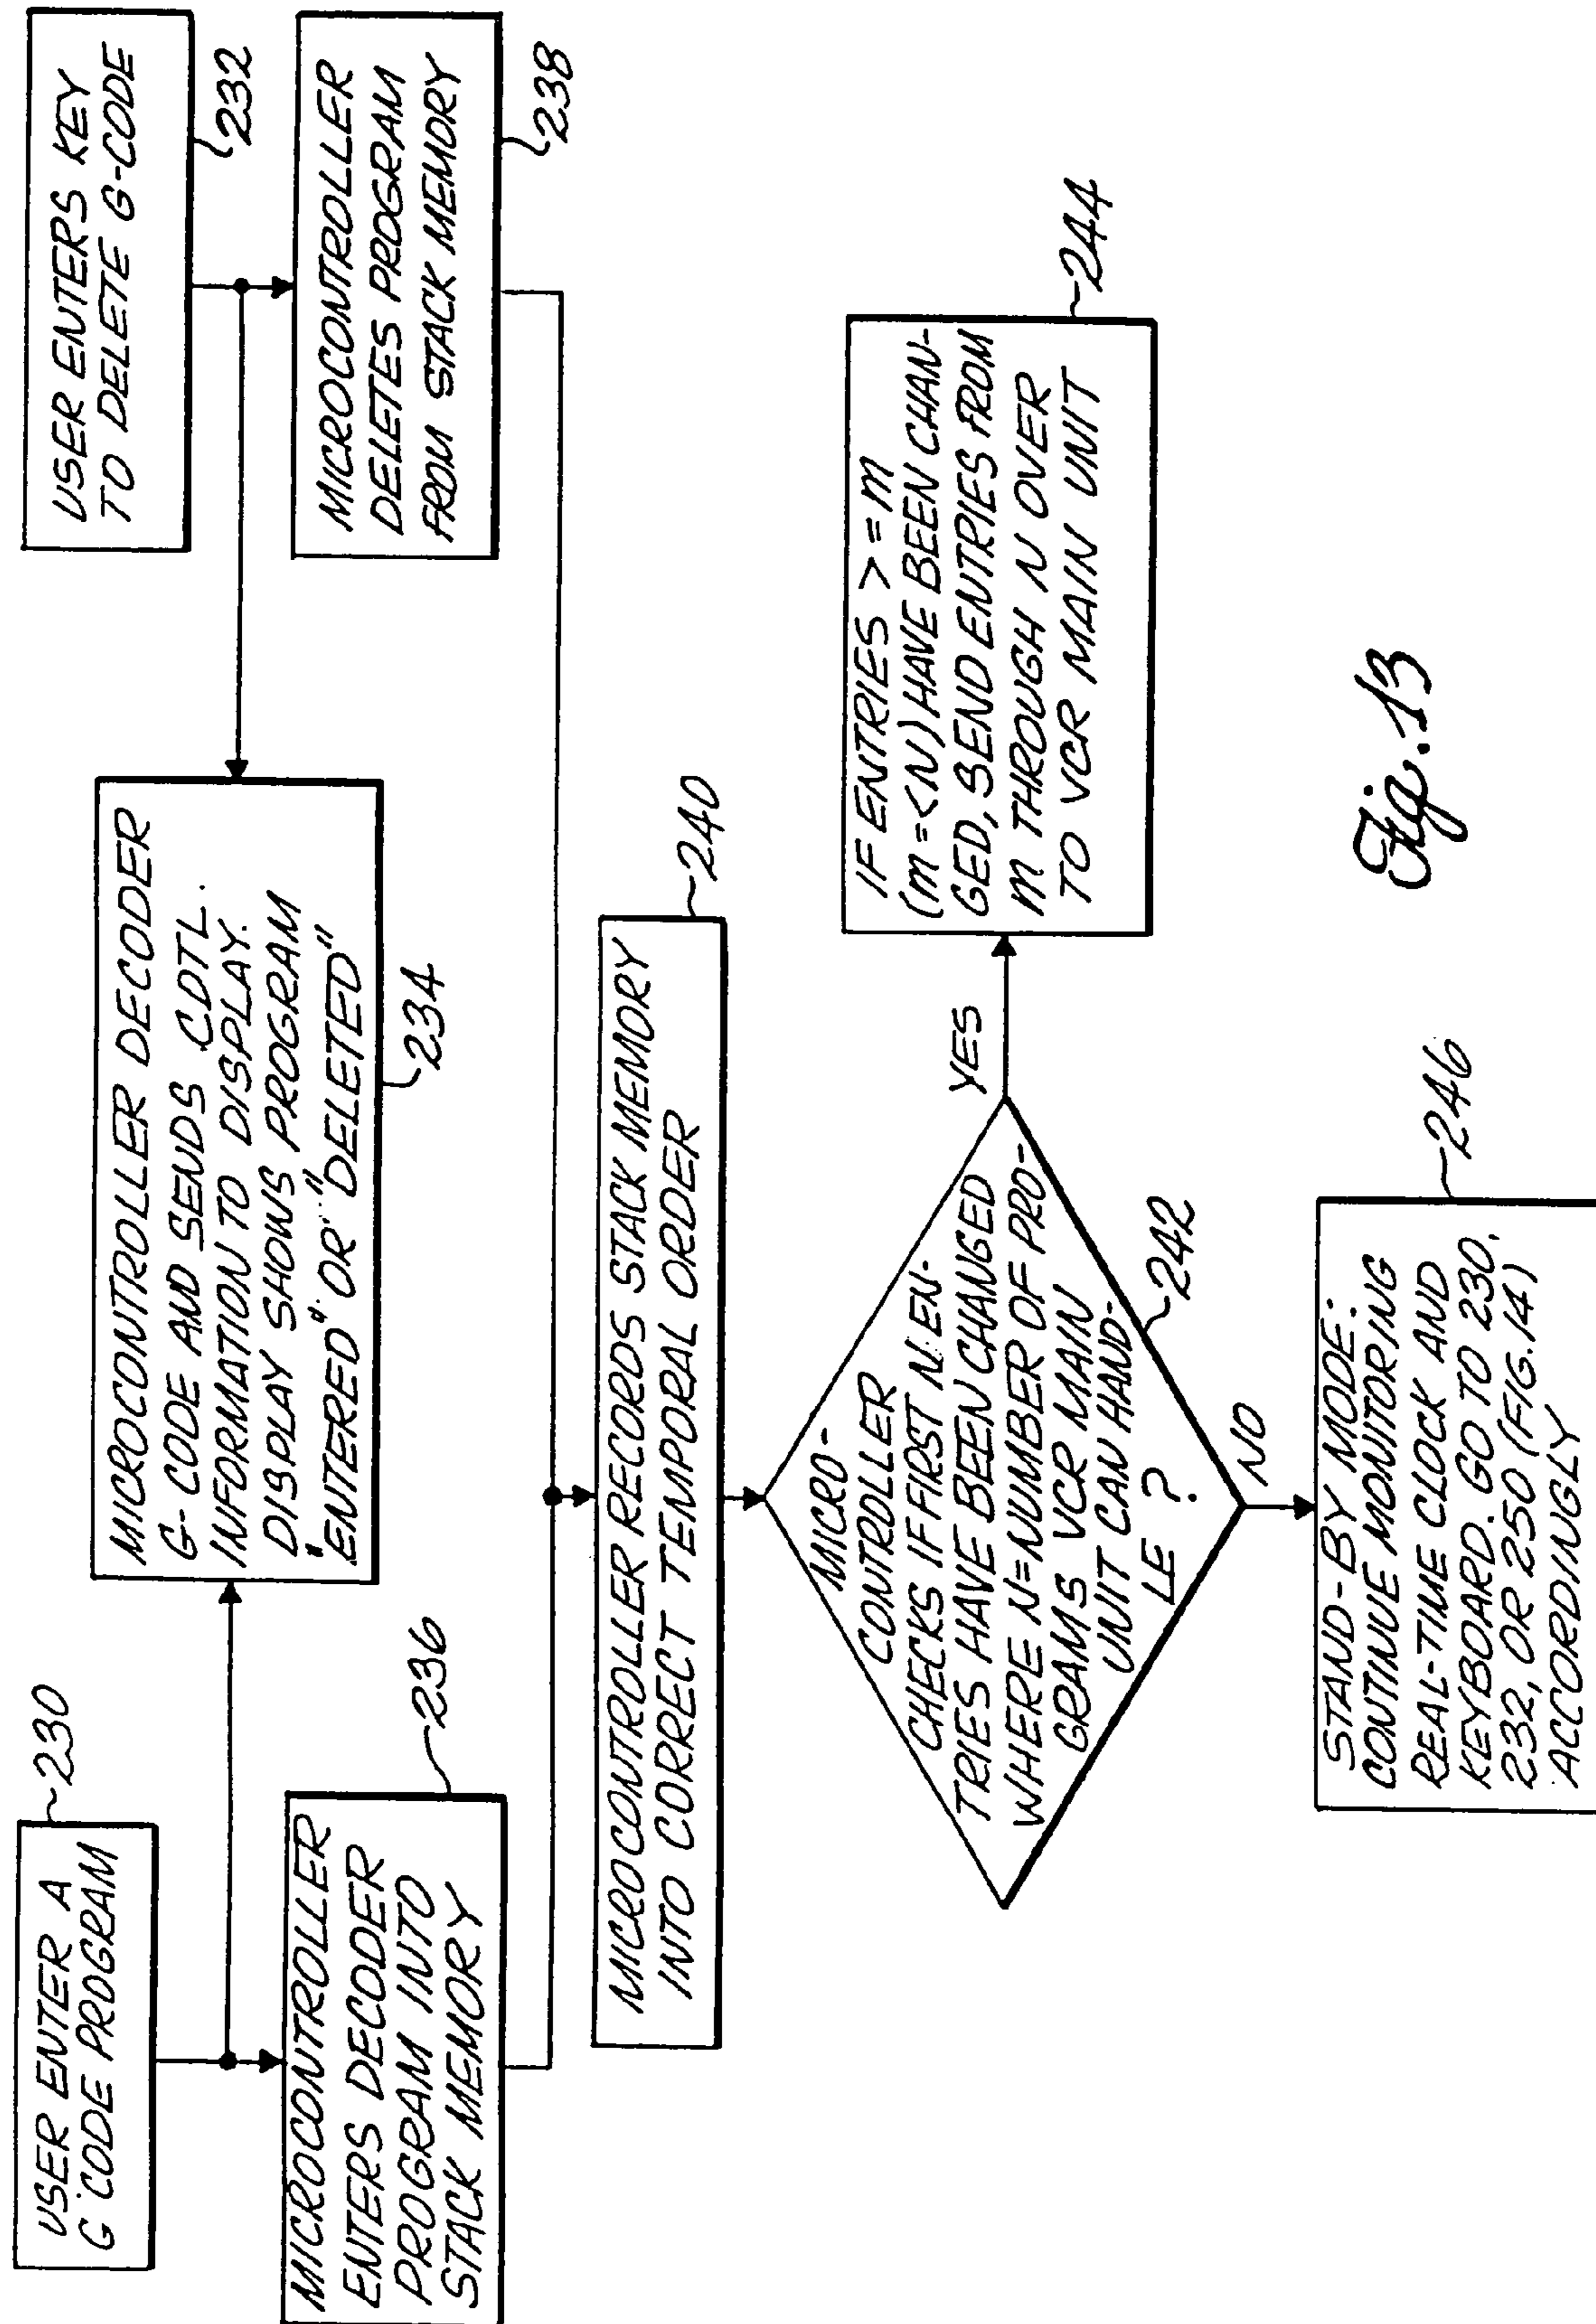 USER ENTER A
G CODE PROGRAM
230
USER ENTERS KEY
TO DELETE G-CODE
232
MICROCONTROLLER DECODER
G-CODE AND SENDS CDTL.
INFORMATION TO DISPLAY.
DISPLAY SHOWS PROGRAM
"ENTERED" OR "DELETED"
234
MICROCONTROLLER
ENTERS DECODER
PROGRAM INTO
STACK MEMORY
236
MICROCONTROLLER
DELETES PROGRAM
FROM STACK MEMORY
238
MICROCONTROLLER RECORDS STACK MEMORY
INTO CORRECT TEMPORAL ORDER
240
MICRO-
CONTROLLER
CHECKS IF FIRST N EN-
TRIES HAVE BEEN CHANGED
WHERE N=NUMBER OF PRO-
GRAMS VCR MAIN
UNIT CAN HAND-
LE ?
242
YES
IF ENTRIES >=M
(M=<N) HAVE BEEN CHAN-
GED, SEND ENTRIES FROM
M THROUGH N OVER
TO VCR MAIN UNIT
244
NO
STAND-BY MODE:
CONTINUE MONITORING
REAL-TIME CLOCK AND
KEYBOARD. GO TO 230,
232, OR 250 (FIG.14)
ACCORDINGLY
246
Fig.13